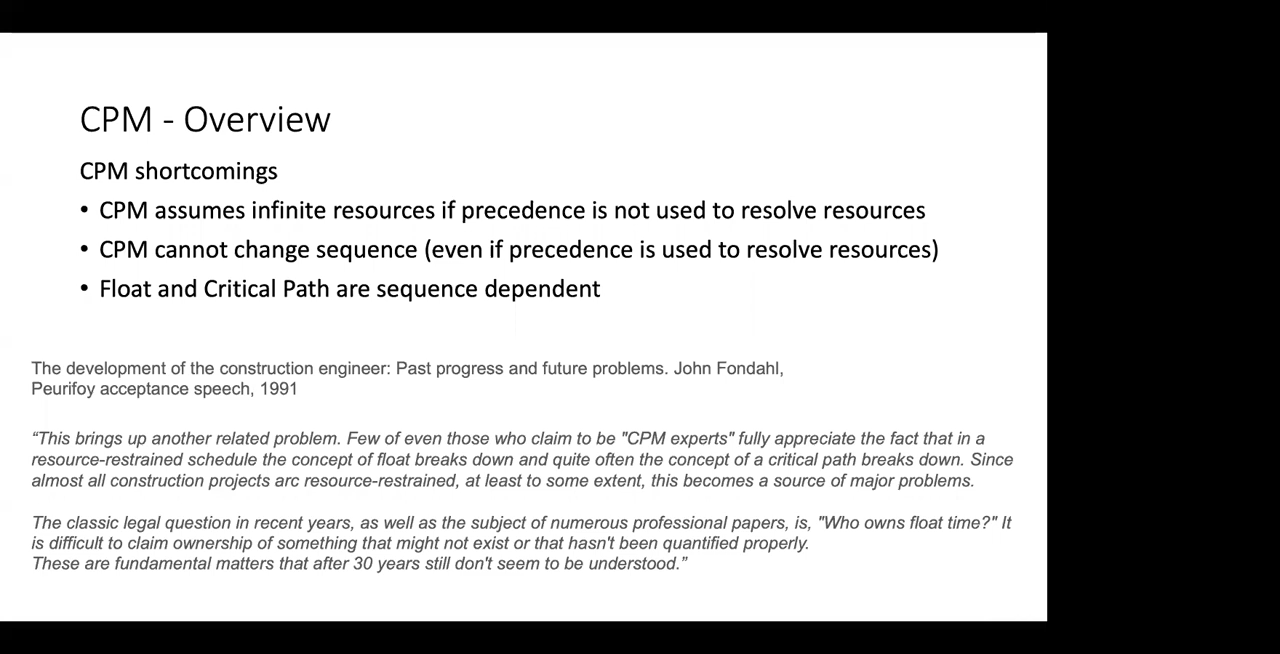 CPM - Overview
CPM shortcomings
• CPM assumes infinite resources if precedence is not used to resolve resources
• CPM cannot change sequence (even if precedence is used to resolve resources)
• Float and Critical Path are sequence dependent
The development of the construction engineer: Past progress and future problems. John Fondahl,
Peurifoy acceptance speech, 1991
“This brings up another related problem. Few of even those who claim to be "CPM experts" fully appreciate the fact that in a
resource-restrained schedule the concept of float breaks down and quite often the concept of a critical path breaks down. Since
almost all construction projects arc resource-restrained, at least to some extent, this becomes a source of major problems.
The classic legal question in recent years, as well as the subject of numerous professional papers, is, "Who owns float time?" It
is difficult to claim ownership of something that might not exist or that hasn't been quantified properly.
These are fundamental matters that after 30 years still don't seem to be understood.”